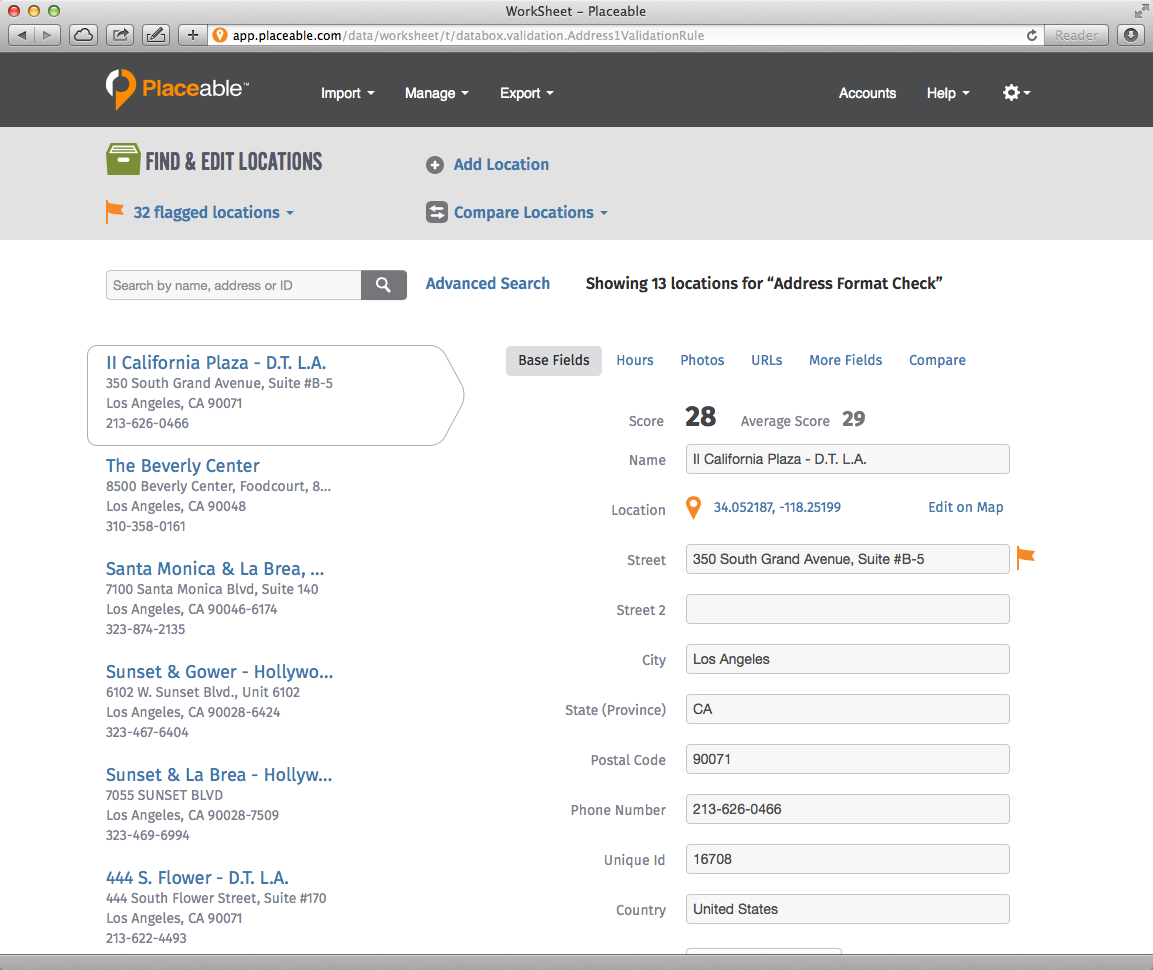 WorkSheet – Placeable
app.placeable.com/data/worksheet/t/databox.validation.Address1ValidationRule
Reader
Placeable™
Import
Manage
Export
Accounts
Help
FIND & EDIT LOCATIONS
Add Location
32 flagged locations
Compare Locations
Search by name, address or ID
Advanced Search
Showing 13 locations for “Address Format Check”
II California Plaza - D.T. L.A.
350 South Grand Avenue, Suite #B-5
Los Angeles, CA 90071
213-626-0466
The Beverly Center
8500 Beverly Center, Foodcourt, 8...
Los Angeles, CA 90048
310-358-0161
Santa Monica & La Brea, ...
7100 Santa Monica Blvd, Suite 140
Los Angeles, CA 90046-6174
323-874-2135
Sunset & Gower - Hollywo...
6102 W. Sunset Blvd., Unit 6102
Los Angeles, CA 90028-6424
323-467-6404
Sunset & La Brea - Hollyw...
7055 SUNSET BLVD
Los Angeles, CA 90028-7509
323-469-6994
444 S. Flower - D.T. L.A.
444 South Flower Street, Suite #170
Los Angeles, CA 90071
213-622-4493
Base Fields
Hours
Photos
URLs
More Fields
Compare
Score 28 Average Score 29
Name II California Plaza - D.T. L.A.
Location 34.052187, -118.25199 Edit on Map
Street 350 South Grand Avenue, Suite #B-5
Street 2
City Los Angeles
State (Province) CA
Postal Code 90071
Phone Number 213-626-0466
Unique Id 16708
Country United States